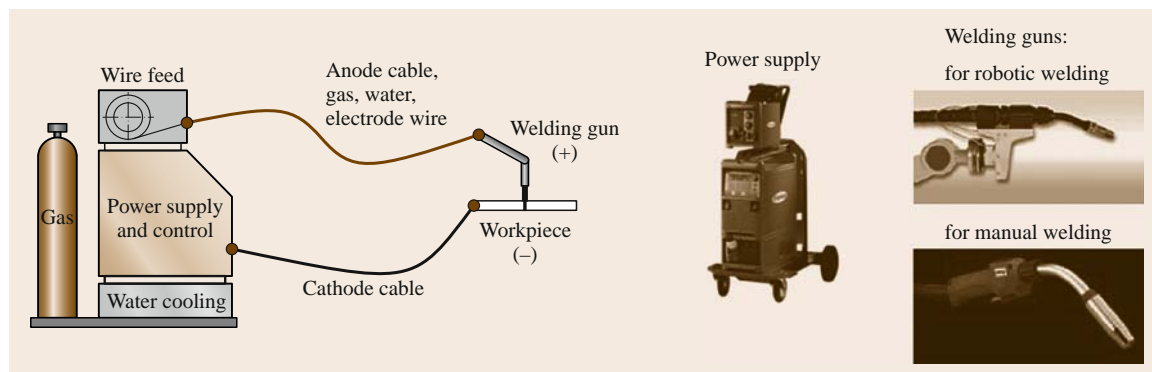 Wire feed
Gas
Power supply
and control
Water cooling
Anode cable,
gas, water,
electrode wire
Welding gun
(+)
Workpiece
(–)
Cathode cable
Power supply
Welding guns:
for robotic welding
for manual welding